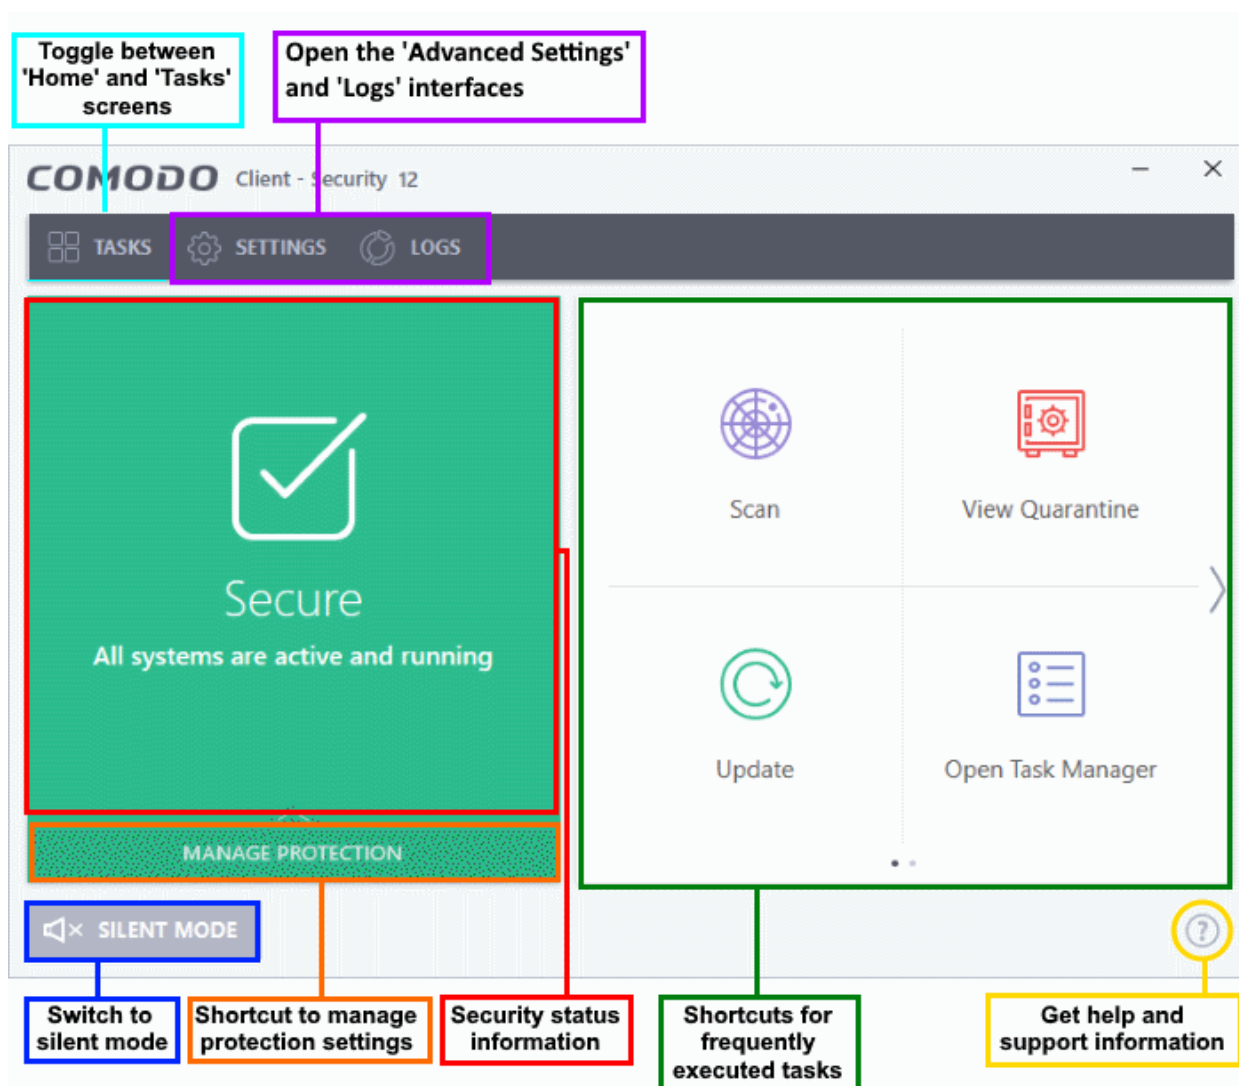 Toggle between
'Home' and 'Tasks'
screens
Open the 'Advanced Settings'
and 'Logs' interfaces
COMODO Client - Security 12
TASKS SETTINGS LOGS
Secure
All systems are active and running
MANAGE PROTECTION
Scan
View Quarantine
Update
Open Task Manager
SILENT MODE
?
Switch to
silent mode
Shortcut to manage
protection settings
Security status
information
Shortcuts for
frequently
executed tasks
Get help and
support information